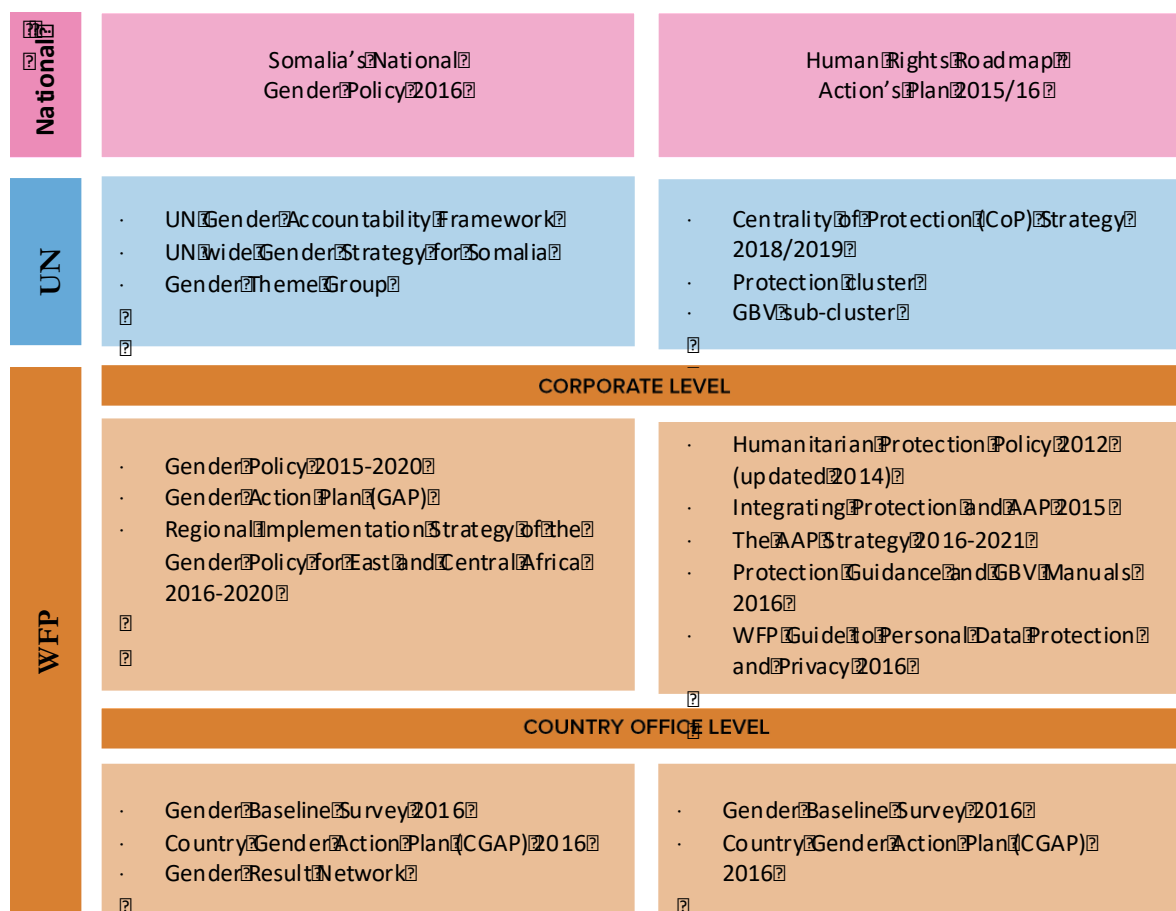 National
Somalia's National
Gender Policy 2016
Human Rights Roadmap
Action's Plan 2015/16
UN
· UN Gender Accountability Framework
· UN wide Gender Strategy for Somalia
· Gender Theme Group
· Centrality of Protection (CoP) Strategy
2018/2019
· Protection cluster
· GBV sub-cluster
WFP
CORPORATE LEVEL
· Gender Policy 2015-2020
· Gender Action Plan (GAP)
· Regional Implementation Strategy of the
Gender Policy for East and Central Africa
2016-2020
· Humanitarian Protection Policy 2012
(updated 2014)
· Integrating Protection and AAP 2015
· The AAP Strategy 2016-2021
· Protection Guidance and GBV Manuals
2016
· WFP Guide to Personal Data Protection
and Privacy 2016
COUNTRY OFFICE LEVEL
· Gender Baseline Survey 2016
· Country Gender Action Plan (CGAP) 2016
· Gender Result Network
· Gender Baseline Survey 2016
· Country Gender Action Plan (CGAP)
2016